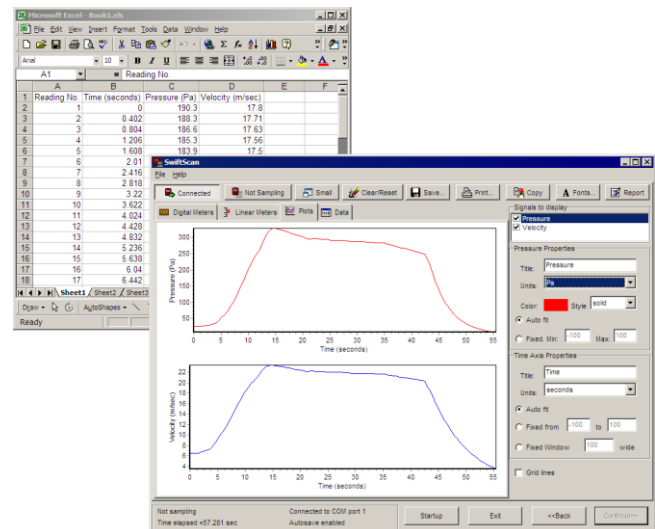 Microsoft Excel - Book1.xls
File Edit View Insert Format Tools Data Window Help
Arial 10 B I U
A1 = Reading No.
A B C D E F
1 Reading No. Time (seconds) Pressure (Pa) Velocity (m/sec)
2 1 0 190.3 17.8
3 2 0.402 188.3 17.71
4 3 0.804 186.6 17.63
5 4 1.206 185.3 17.56
6 5 1.608 183.9 17.5
7 6 2.01
8 7 2.416
9 8 2.818
10 9 3.22
11 10 3.622
12 11 4.024
13 12 4.428
14 13 4.832
15 14 5.236
16 15 5.638
17 16 6.04
18 17 6.442
Sheet1 Sheet2 Sheet3
Draw AutoShapes
Ready
SwiftScan
File Help
Connected Not Sampling Small Clear/Reset Save... Print... Copy Fonts... Report
Digital Meters Linear Meters Plots Data
Signals to display
Pressure
Velocity
Pressure Properties
Title: Pressure
Units: Pa
Color: Style solid
Auto fit
Fixed. Min: -100 Max: 100
Time Axis Properties
Title: Time
Units: seconds
Auto fit
Fixed from -100 to 100
Fixed Window 100 wide
Grid lines
Pressure (Pa)
300
250
200
150
100
50
0 5 10 15 20 25 30 35 40 45 50 55
Time (seconds)
Velocity (m/sec)
22
20
18
16
14
12
10
8
6
4
0 5 10 15 20 25 30 35 40 45 50 55
Time (seconds)
Not sampling Connected to COM port 1
Time elapsed =57.281 sec Autosave enabled
Startup Exit <<Back Continue>>